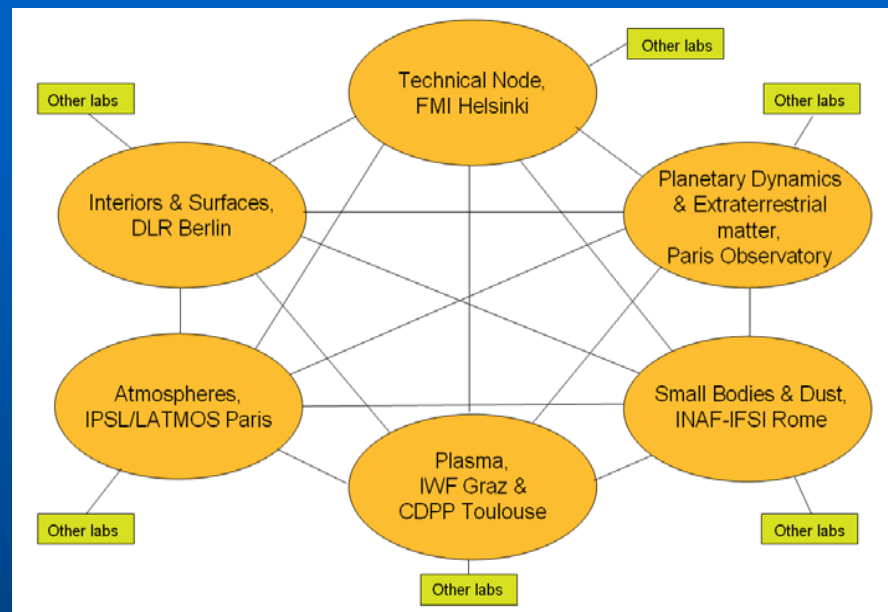 Other labs
Technical Node,
FMI Helsinki
Other labs
Other labs
Interiors & Surfaces,
DLR Berlin
Planetary Dynamics
& Extraterrestrial
matter,
Paris Observatory
Atmospheres,
IPSL/LATMOS Paris
Small Bodies & Dust,
INAF-IFSI Rome
Plasma,
IWF Graz &
CDPP Toulouse
Other labs
Other labs
Other labs